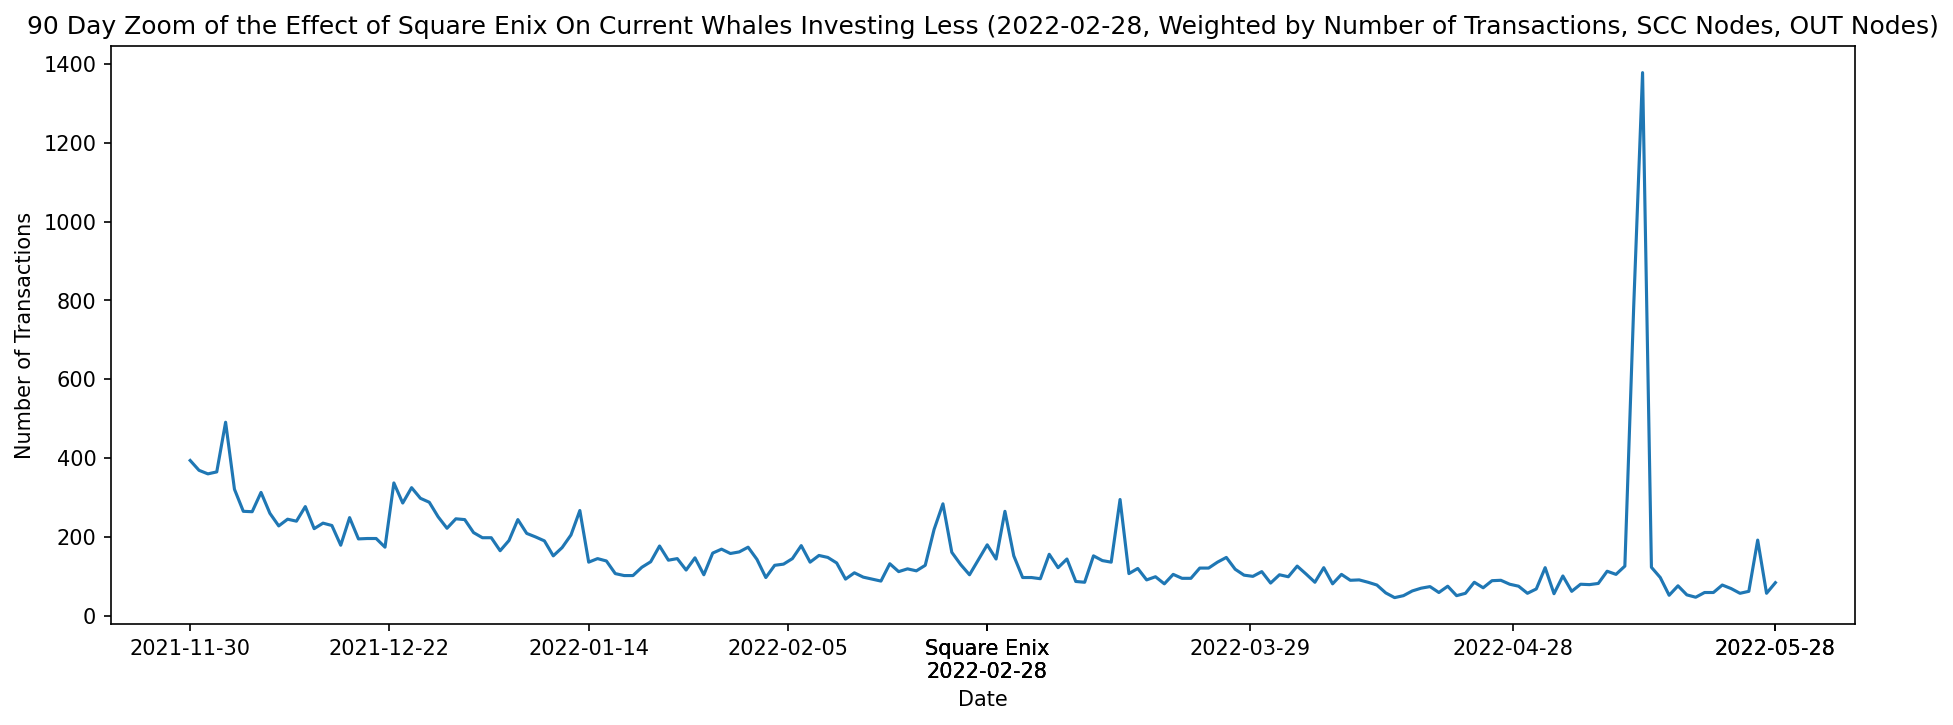 90 Day Zoom of the Effect of Square Enix On Current Whales Investing Less (2022-02-28, Weighted by Number of Transactions, SCC Nodes, OUT Nodes)
Number of Transactions
1400
1200
1000
800
600
400
200
0
2021-11-30 2021-12-22 2022-01-14 2022-02-05 Square Enix 2022-03-29 2022-04-28 2022-05-28
2022-02-28
Date